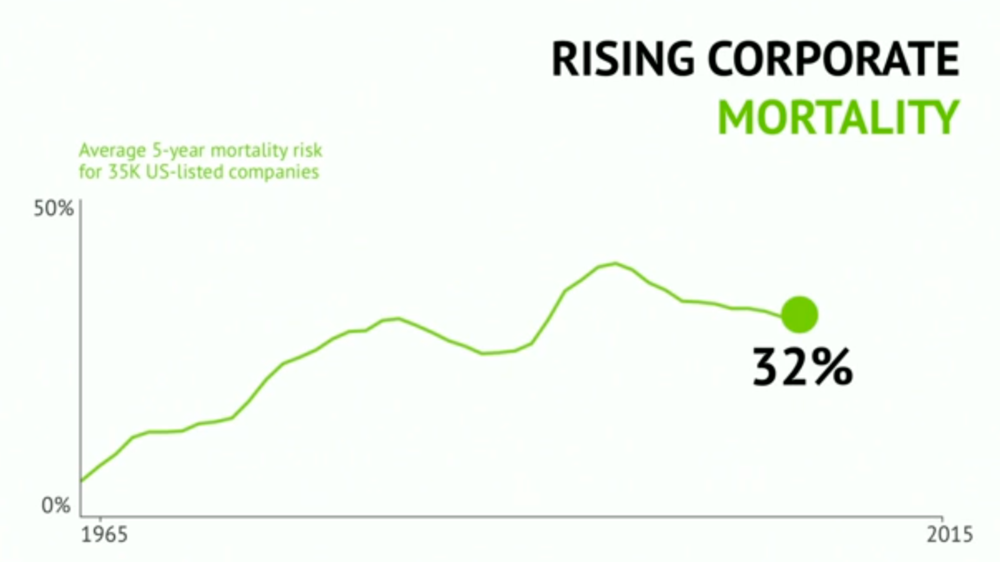 RISING CORPORATE
MORTALITY
Average 5-year mortality risk
for 35K US-listed companies
50%
32%
0%
1965
2015